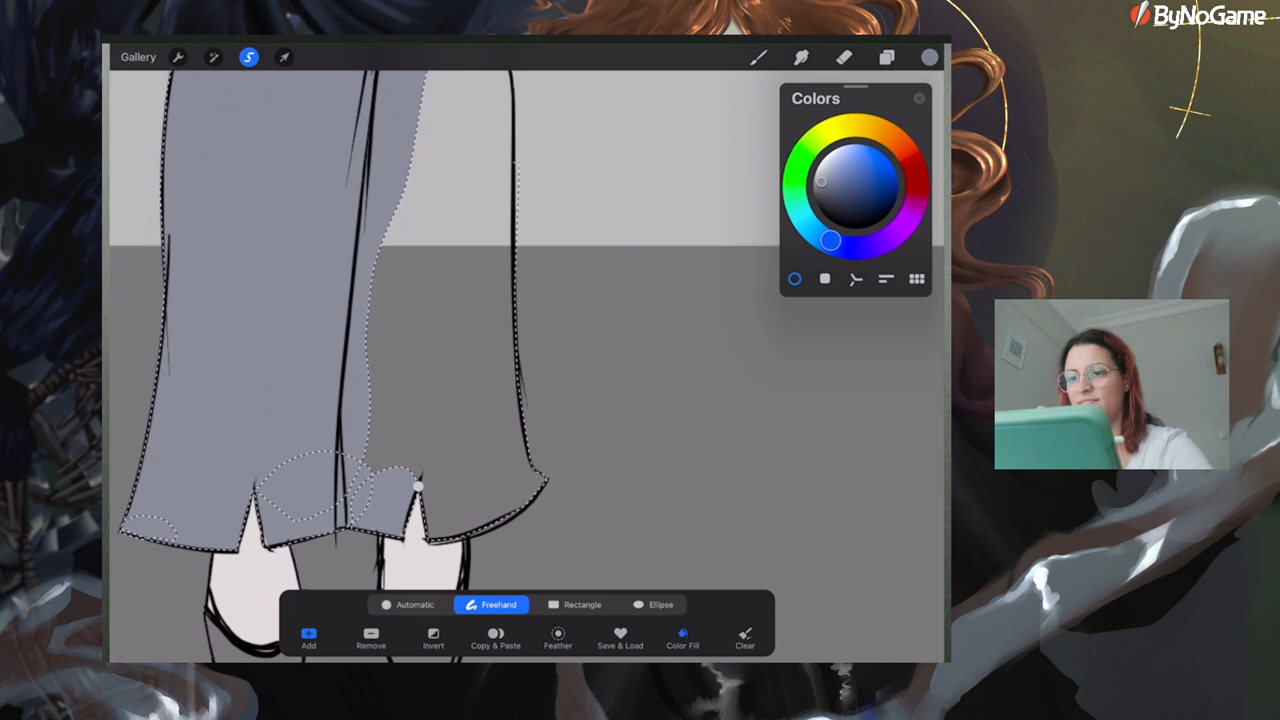 ByNoGame
Gallery
Colors
Automatic
Freehand
Rectangle
Ellipse
Add
Remove
Invert
Copy & Paste
Feather
Save & Load
Color Fill
Clear